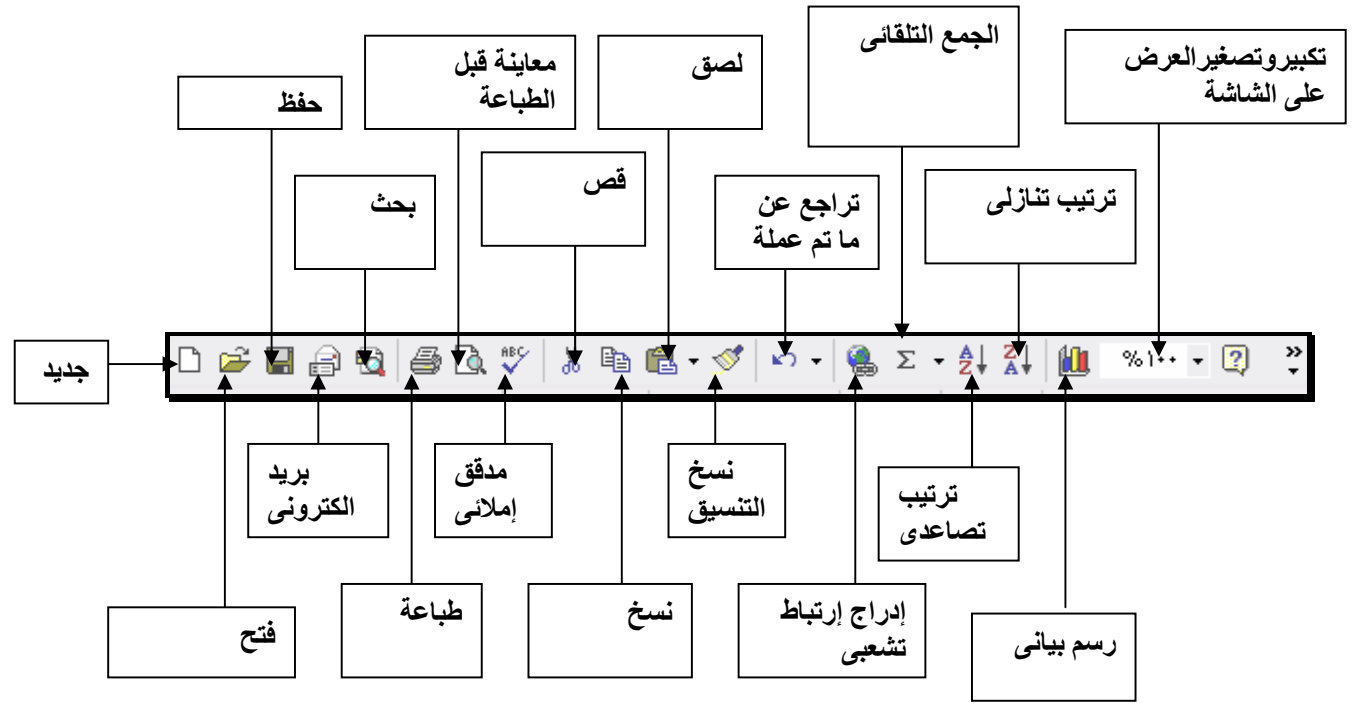 الجمع التلقائى
تكبيروتصغيرالعرض
على الشاشة
لصق
معاينة قبل
الطباعة
حفظ
ترتيب تنازلى
تراجع عن
ما تم عملة
قص
بحث
جديد
ABC
Σ
A
Z
Z
A
%١٠٠
?
»
نسخ
التنسيق
مدقق
إملائى
بريد
الكترونى
ترتيب
تصاعدى
إدراج إرتباط
تشعبى
نسخ
طباعة
فتح
رسم بيانى